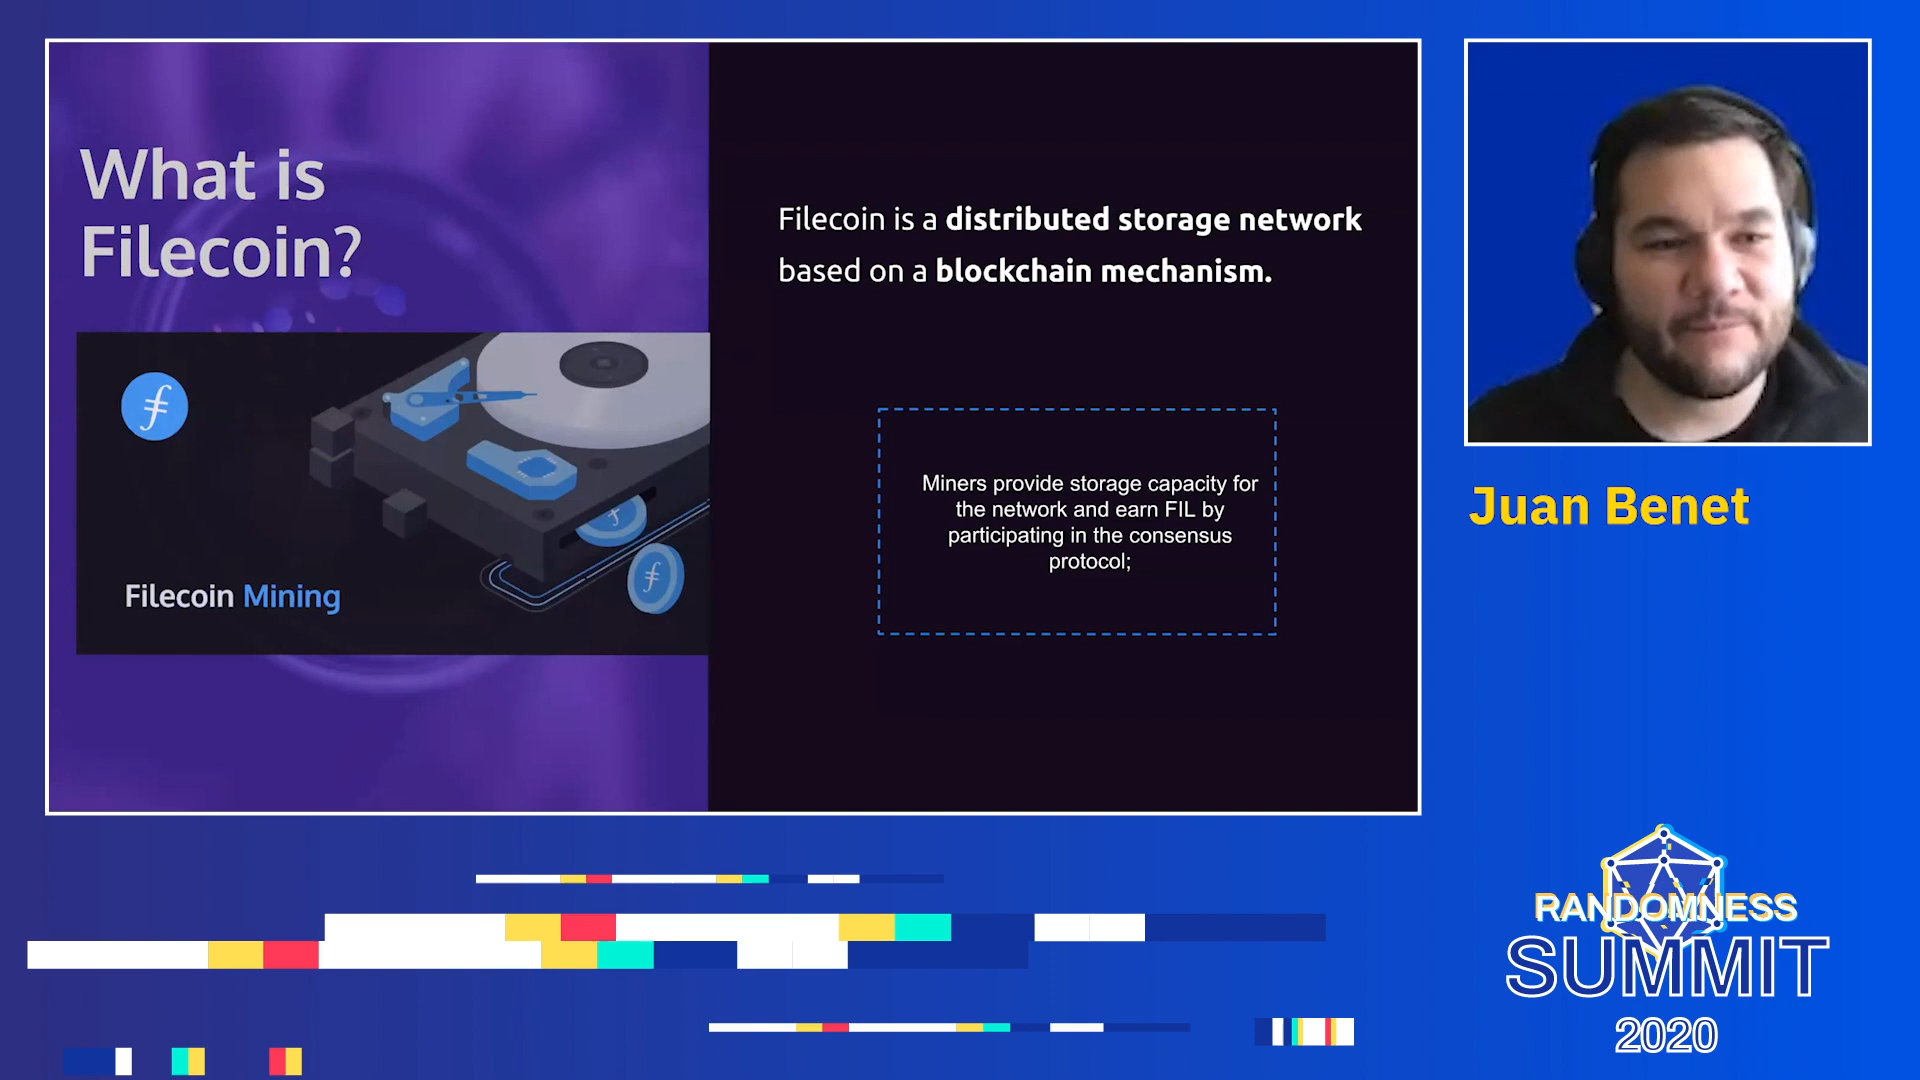 What is
Filecoin?
Filecoin Mining
Filecoin is a distributed storage network
based on a blockchain mechanism.
Miners provide storage capacity for
the network and earn FIL by
participating in the consensus
protocol;
Juan Benet
RANDOMNESS
SUMMIT
2020